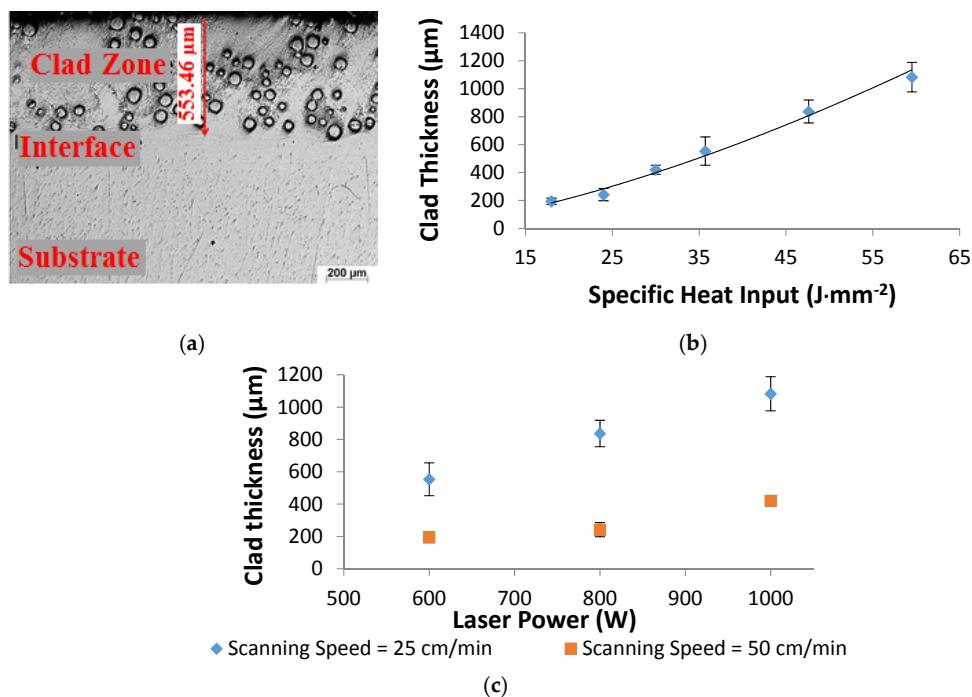 Clad Zone
553.46 µm
Interface
Substrate
200 µm
(a)
Clad Thickness (µm)
1400
1200
1000
800
600
400
200
0
15
25
35
45
55
65
Specific Heat Input (J·mm-2)
(b)
Clad thickness (µm)
1200
1000
800
600
400
200
0
500
600
700
800
900
1000
Laser Power (W)
Scanning Speed = 25 cm/min
Scanning Speed = 50 cm/min
(c)